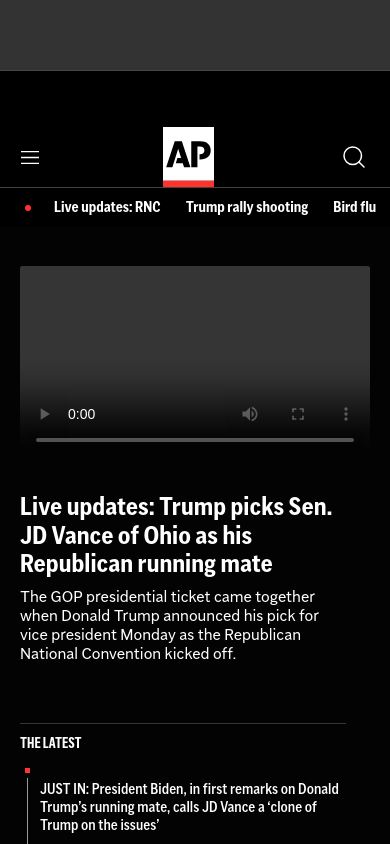 AP
Live updates: RNC Trump rally shooting Bird flu
0:00
Live updates: Trump picks Sen.
JD Vance of Ohio as his
Republican running mate
The GOP presidential ticket came together
when Donald Trump announced his pick for
vice president Monday as the Republican
National Convention kicked off.
THE LATEST
JUST IN: President Biden, in first remarks on Donald
Trump’s running mate, calls JD Vance a ‘clone of
Trump on the issues’